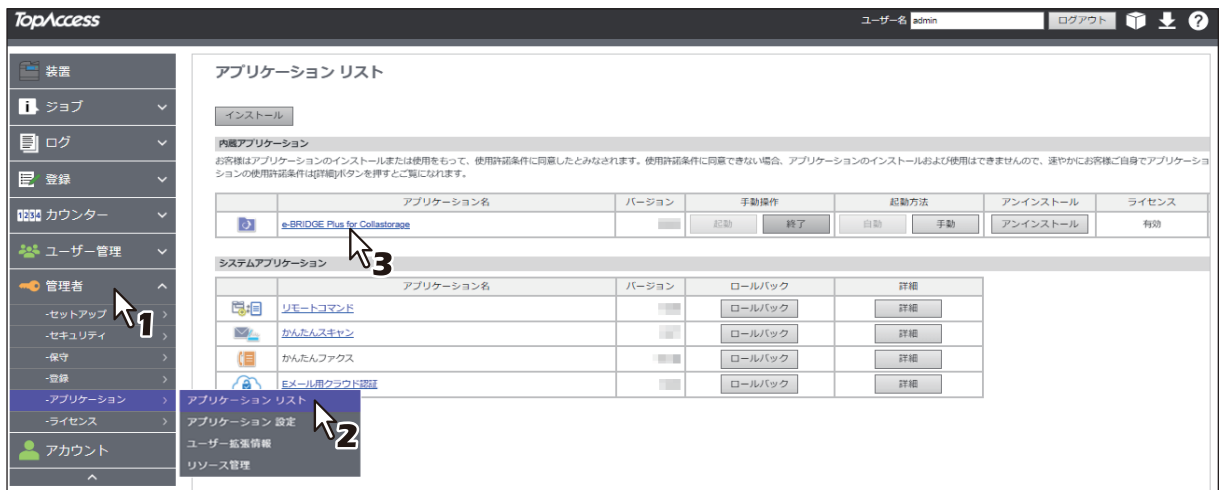 TopAccess
ユーザー名 admin ログアウト
装置
ジョブ
ログ
登録
1234 カウンター
ユーザー管理
管理者
-セットアップ
-セキュリティ
-保守
-登録
-アプリケーション
-ライセンス
アカウント
アプリケーション リスト
アプリケーション 設定
ユーザー拡張情報
リソース管理
アプリケーション リスト
インストール
内蔵アプリケーション
お客様はアプリケーションのインストールまたは使用をもって、使用許諾条件に同意したとみなされます。使用許諾条件に同意できない場合、アプリケーションのインストールおよび使用はできませんので、速やかにお客様ご自身でアプリケーショ
ションの使用許諾条件は[詳細]ボタンを押すとご覧になれます。
アプリケーション名 バージョン 手動操作 起動方法 アンインストール ライセンス
e-BRIDGE Plus for Collastorage 起動 終了 自動 手動 アンインストール 有効
システムアプリケーション
アプリケーション名 バージョン ロールバック 詳細
リモートコマンド ロールバック 詳細
かんたんスキャン ロールバック 詳細
かんたんファクス ロールバック 詳細
Eメール用クラウド認証 ロールバック 詳細
1
2
3